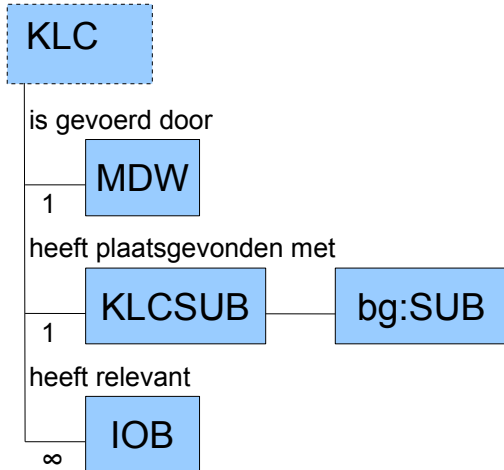 KLC
is gevoerd door
MDW
1
heeft plaatsgevonden met
KLCSUB bg:SUB
1
heeft relevant
IOB
∞